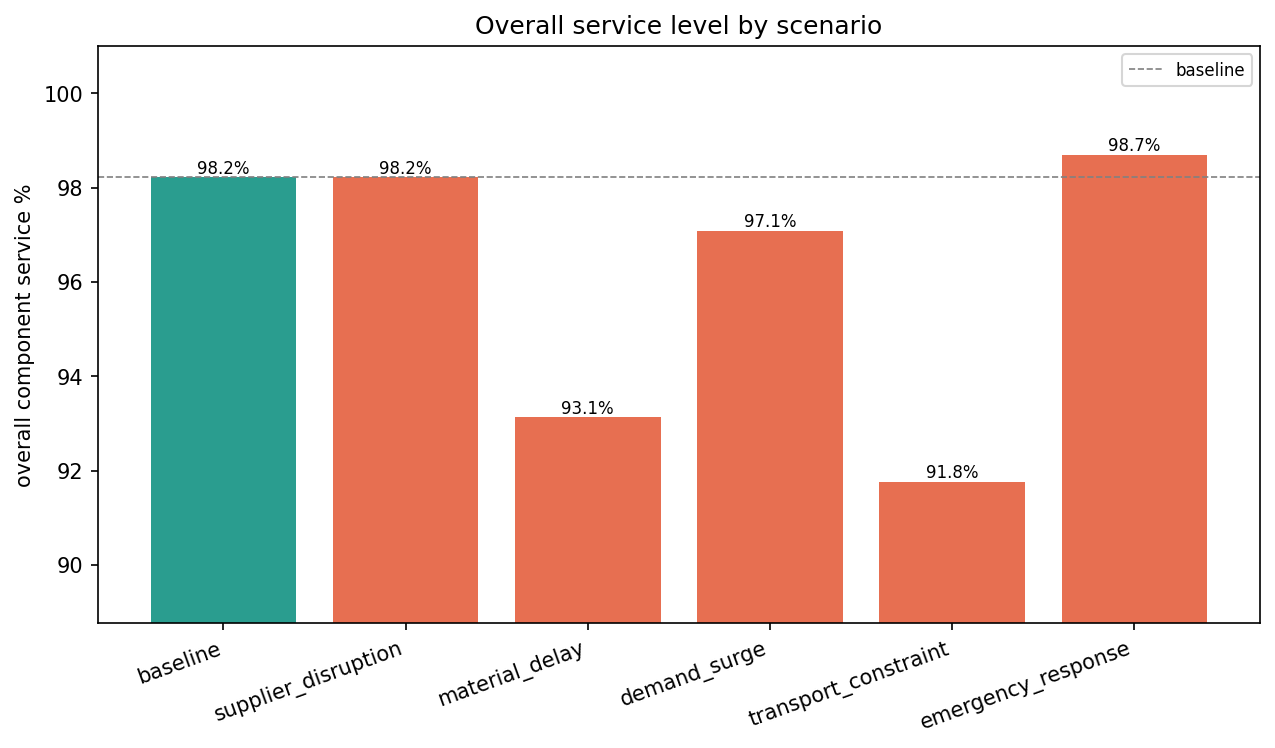 Overall service level by scenario
baseline
overall component service %
100
98
96
94
92
90
98.2%
98.2%
93.1%
97.1%
91.8%
98.7%
baseline
supplier_disruption
material_delay
demand_surge
transport_constraint
emergency_response